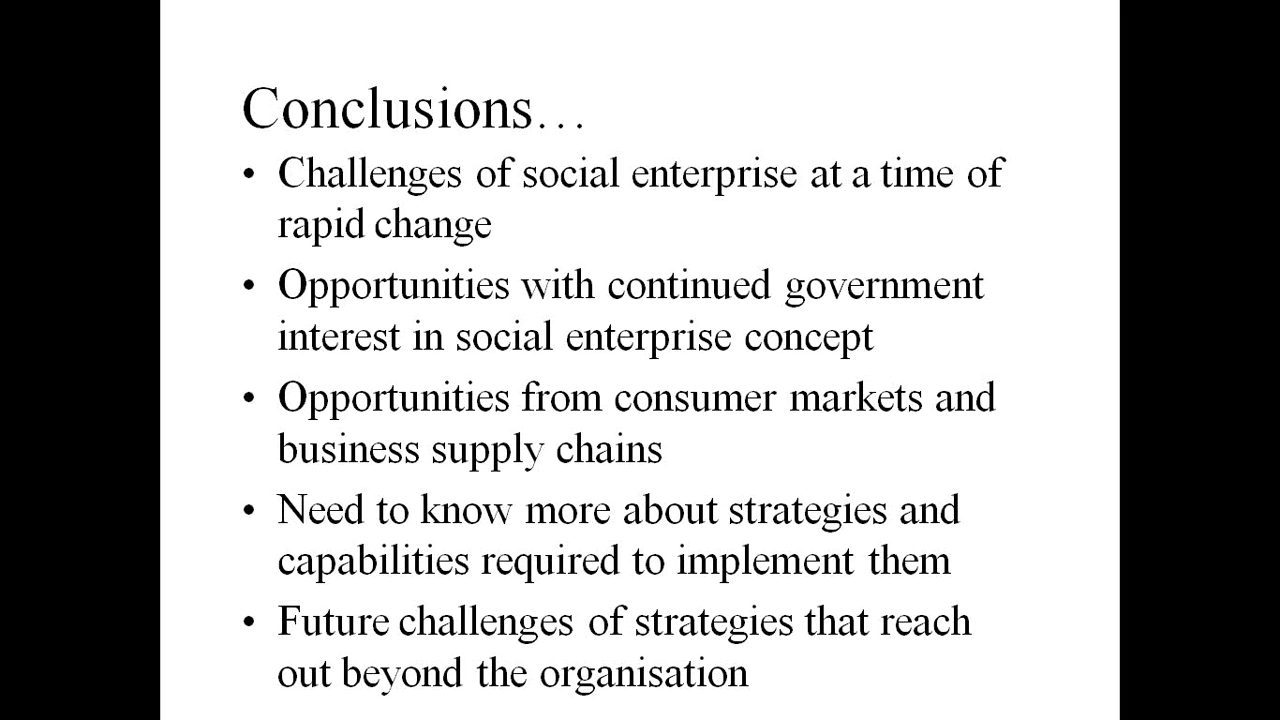 Conclusions…
• Challenges of social enterprise at a time of
rapid change
• Opportunities with continued government
interest in social enterprise concept
• Opportunities from consumer markets and
business supply chains
• Need to know more about strategies and
capabilities required to implement them
• Future challenges of strategies that reach
out beyond the organisation